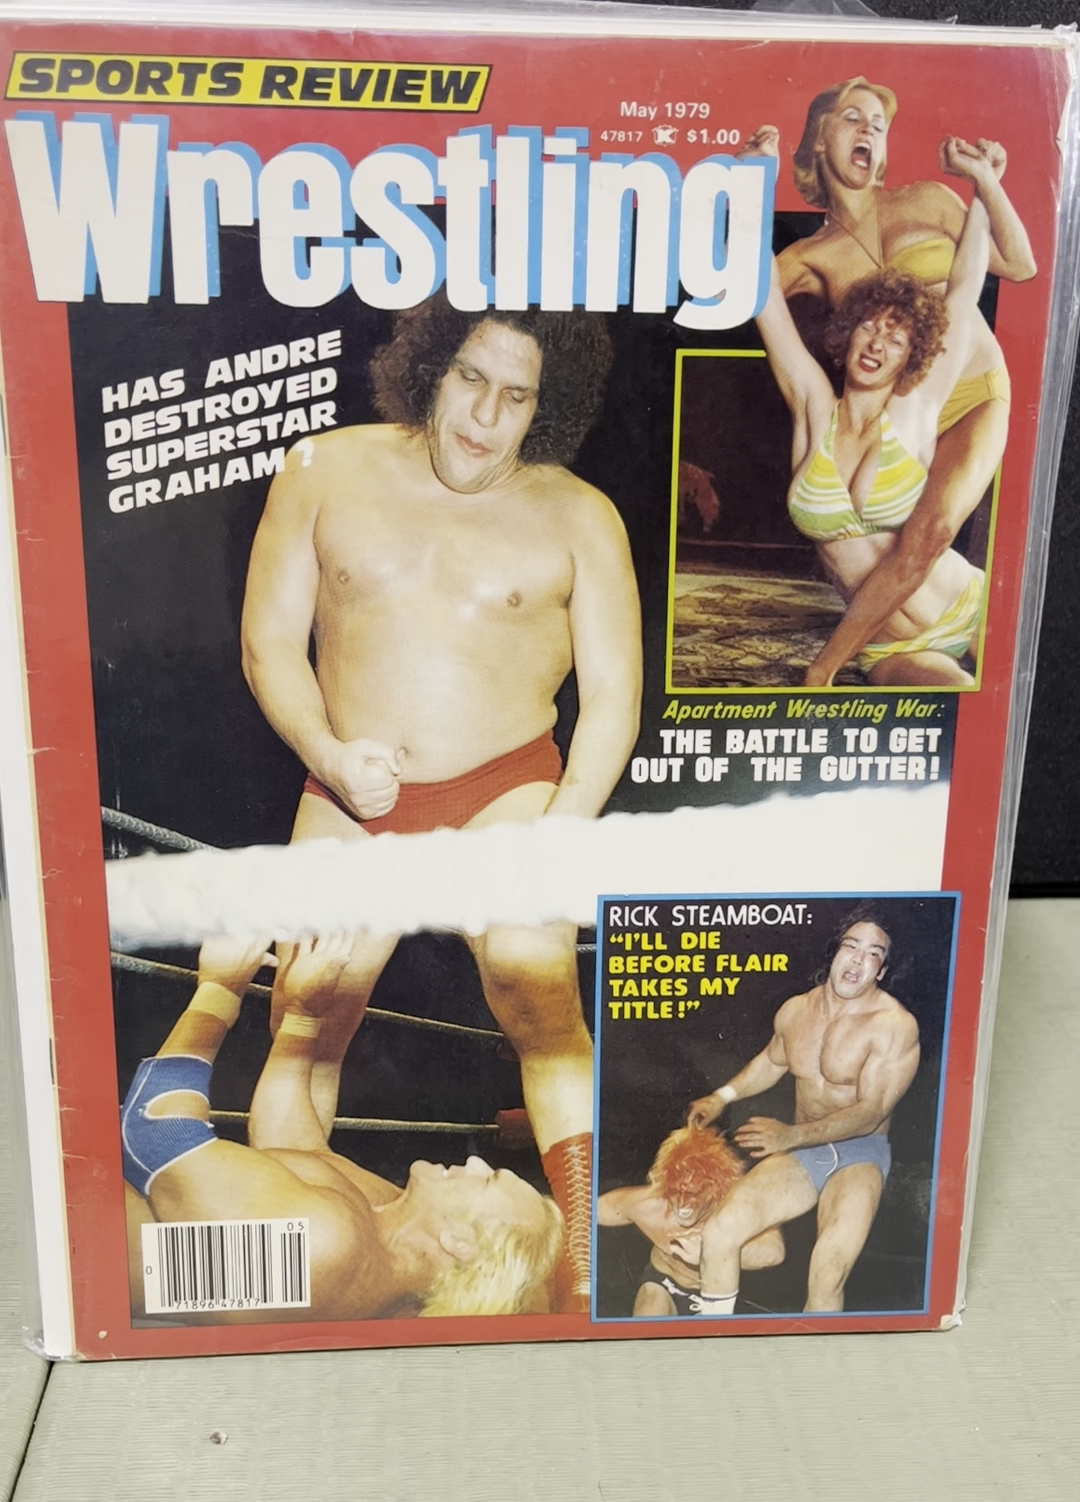 SPORTS REVIEW
Wrestling
May 1979
47817 K $1.00
HAS ANDRE
DESTROYED
SUPERSTAR
GRAHAM?
Apartment Wrestling War:
THE BATTLE TO GET
OUT OF THE GUTTER!
RICK STEAMBOAT:
“I'LL DIE
BEFORE FLAIR
TAKES MY
TITLE!”
05
0
71896 47817